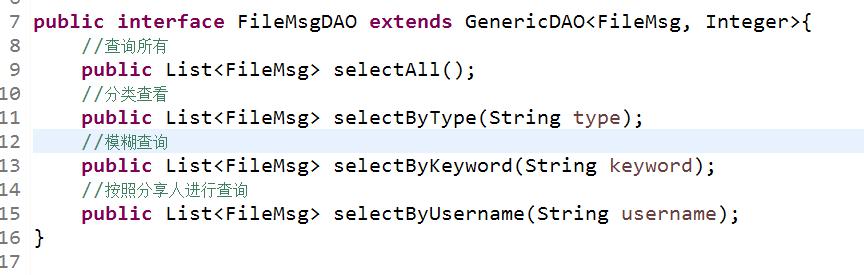 7 public interface FileMsgDAO extends GenericDAO<FileMsg, Integer>{
8 //查询所有
9 public List<FileMsg> selectAll();
10 //分类查看
11 public List<FileMsg> selectByType(String type);
12 //模糊查询
13 public List<FileMsg> selectByKeyword(String keyword);
14 //按照分享人进行查询
15 public List<FileMsg> selectByUsername(String username);
16 }
17